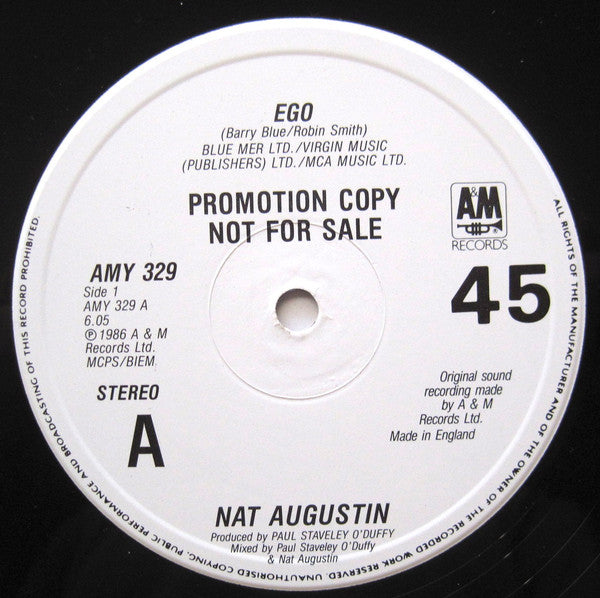 EGO
(Barry Blue/Robin Smith)
BLUE MER LTD./VIRGIN MUSIC
(PUBLISHERS) LTD./MCA MUSIC LTD.
PROMOTION COPY
NOT FOR SALE
A&M
RECORDS
45
AMY 329
Side 1
AMY 329 A
6.05
℗ 1986 A & M
Records Ltd.
MCPS/BIEM.
STEREO
A
Original sound
recording made
by A & M
Records Ltd.
Made in England
NAT AUGUSTIN
Produced by PAUL STAVELEY O'DUFFY
Mixed by Paul Staveley O'Duffy
& Nat Augustin
ALL RIGHTS OF THE MANUFACTURER AND OF THE OWNER OF THE RECORDED WORK RESERVED. UNAUTHORISED COPYING, PUBLIC PERFORMANCE AND BROADCASTING OF THIS RECORD PROHIBITED.